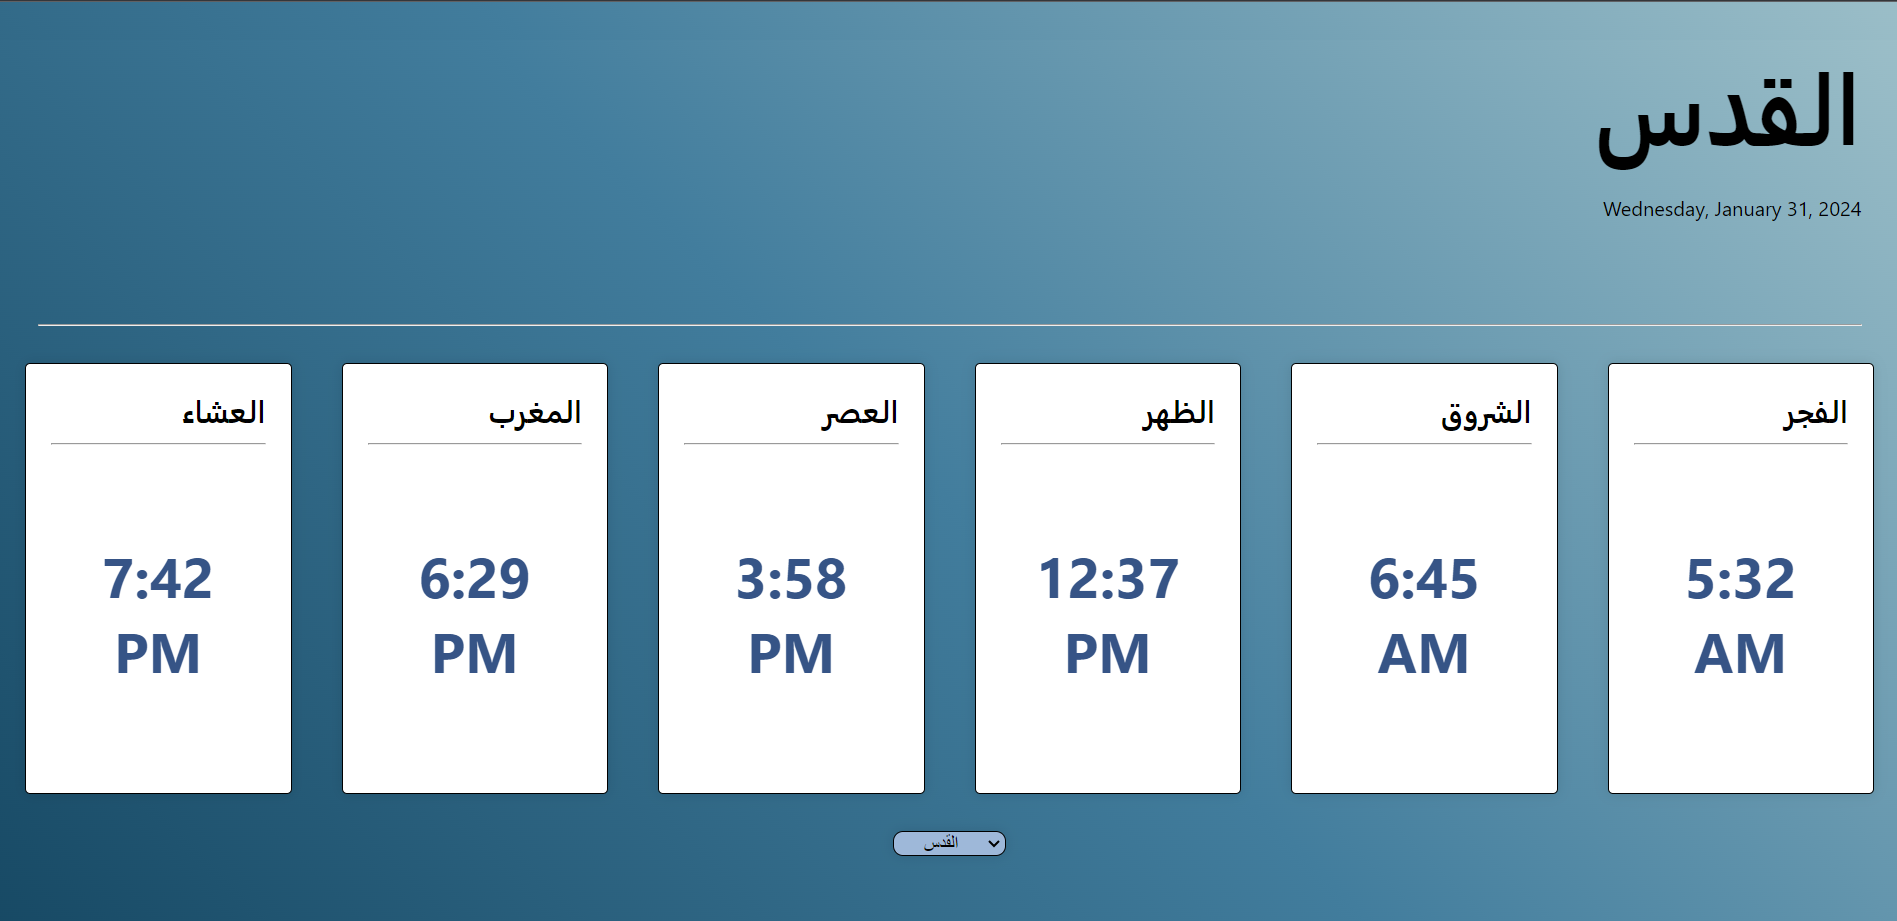 القدس
Wednesday, January 31, 2024
الفجر
5:32
AM
الشروق
6:45
AM
الظهر
12:37
PM
العصر
3:58
PM
المغرب
6:29
PM
العشاء
7:42
PM
القدس